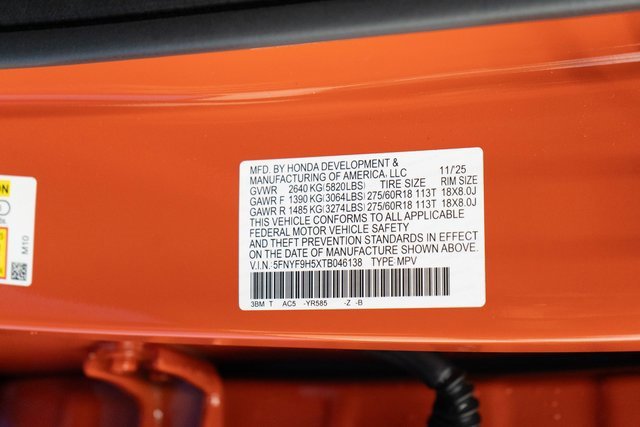 MFD. BY HONDA DEVELOPMENT &
MANUFACTURING OF AMERICA, LLC 11/'25
GVWR 2640 KG (5820LBS) TIRE SIZE RIM SIZE
GAWR F 1390 KG(3064LBS) 275/60R18 113T 18X8.0J
GAWR R 1485 KG(3274LBS) 275/60R18 113T 18X8.0J
THIS VEHICLE CONFORMS TO ALL APPLICABLE
FEDERAL MOTOR VEHICLE SAFETY
AND THEFT PREVENTION STANDARDS IN EFFECT
ON THE DATE OF MANUFACTURE SHOWN ABOVE.
V.I.N. 5FNYF9H5XTB046138 TYPE MPV
3BM T AC5 -YR585 -Z -B
ON
M10